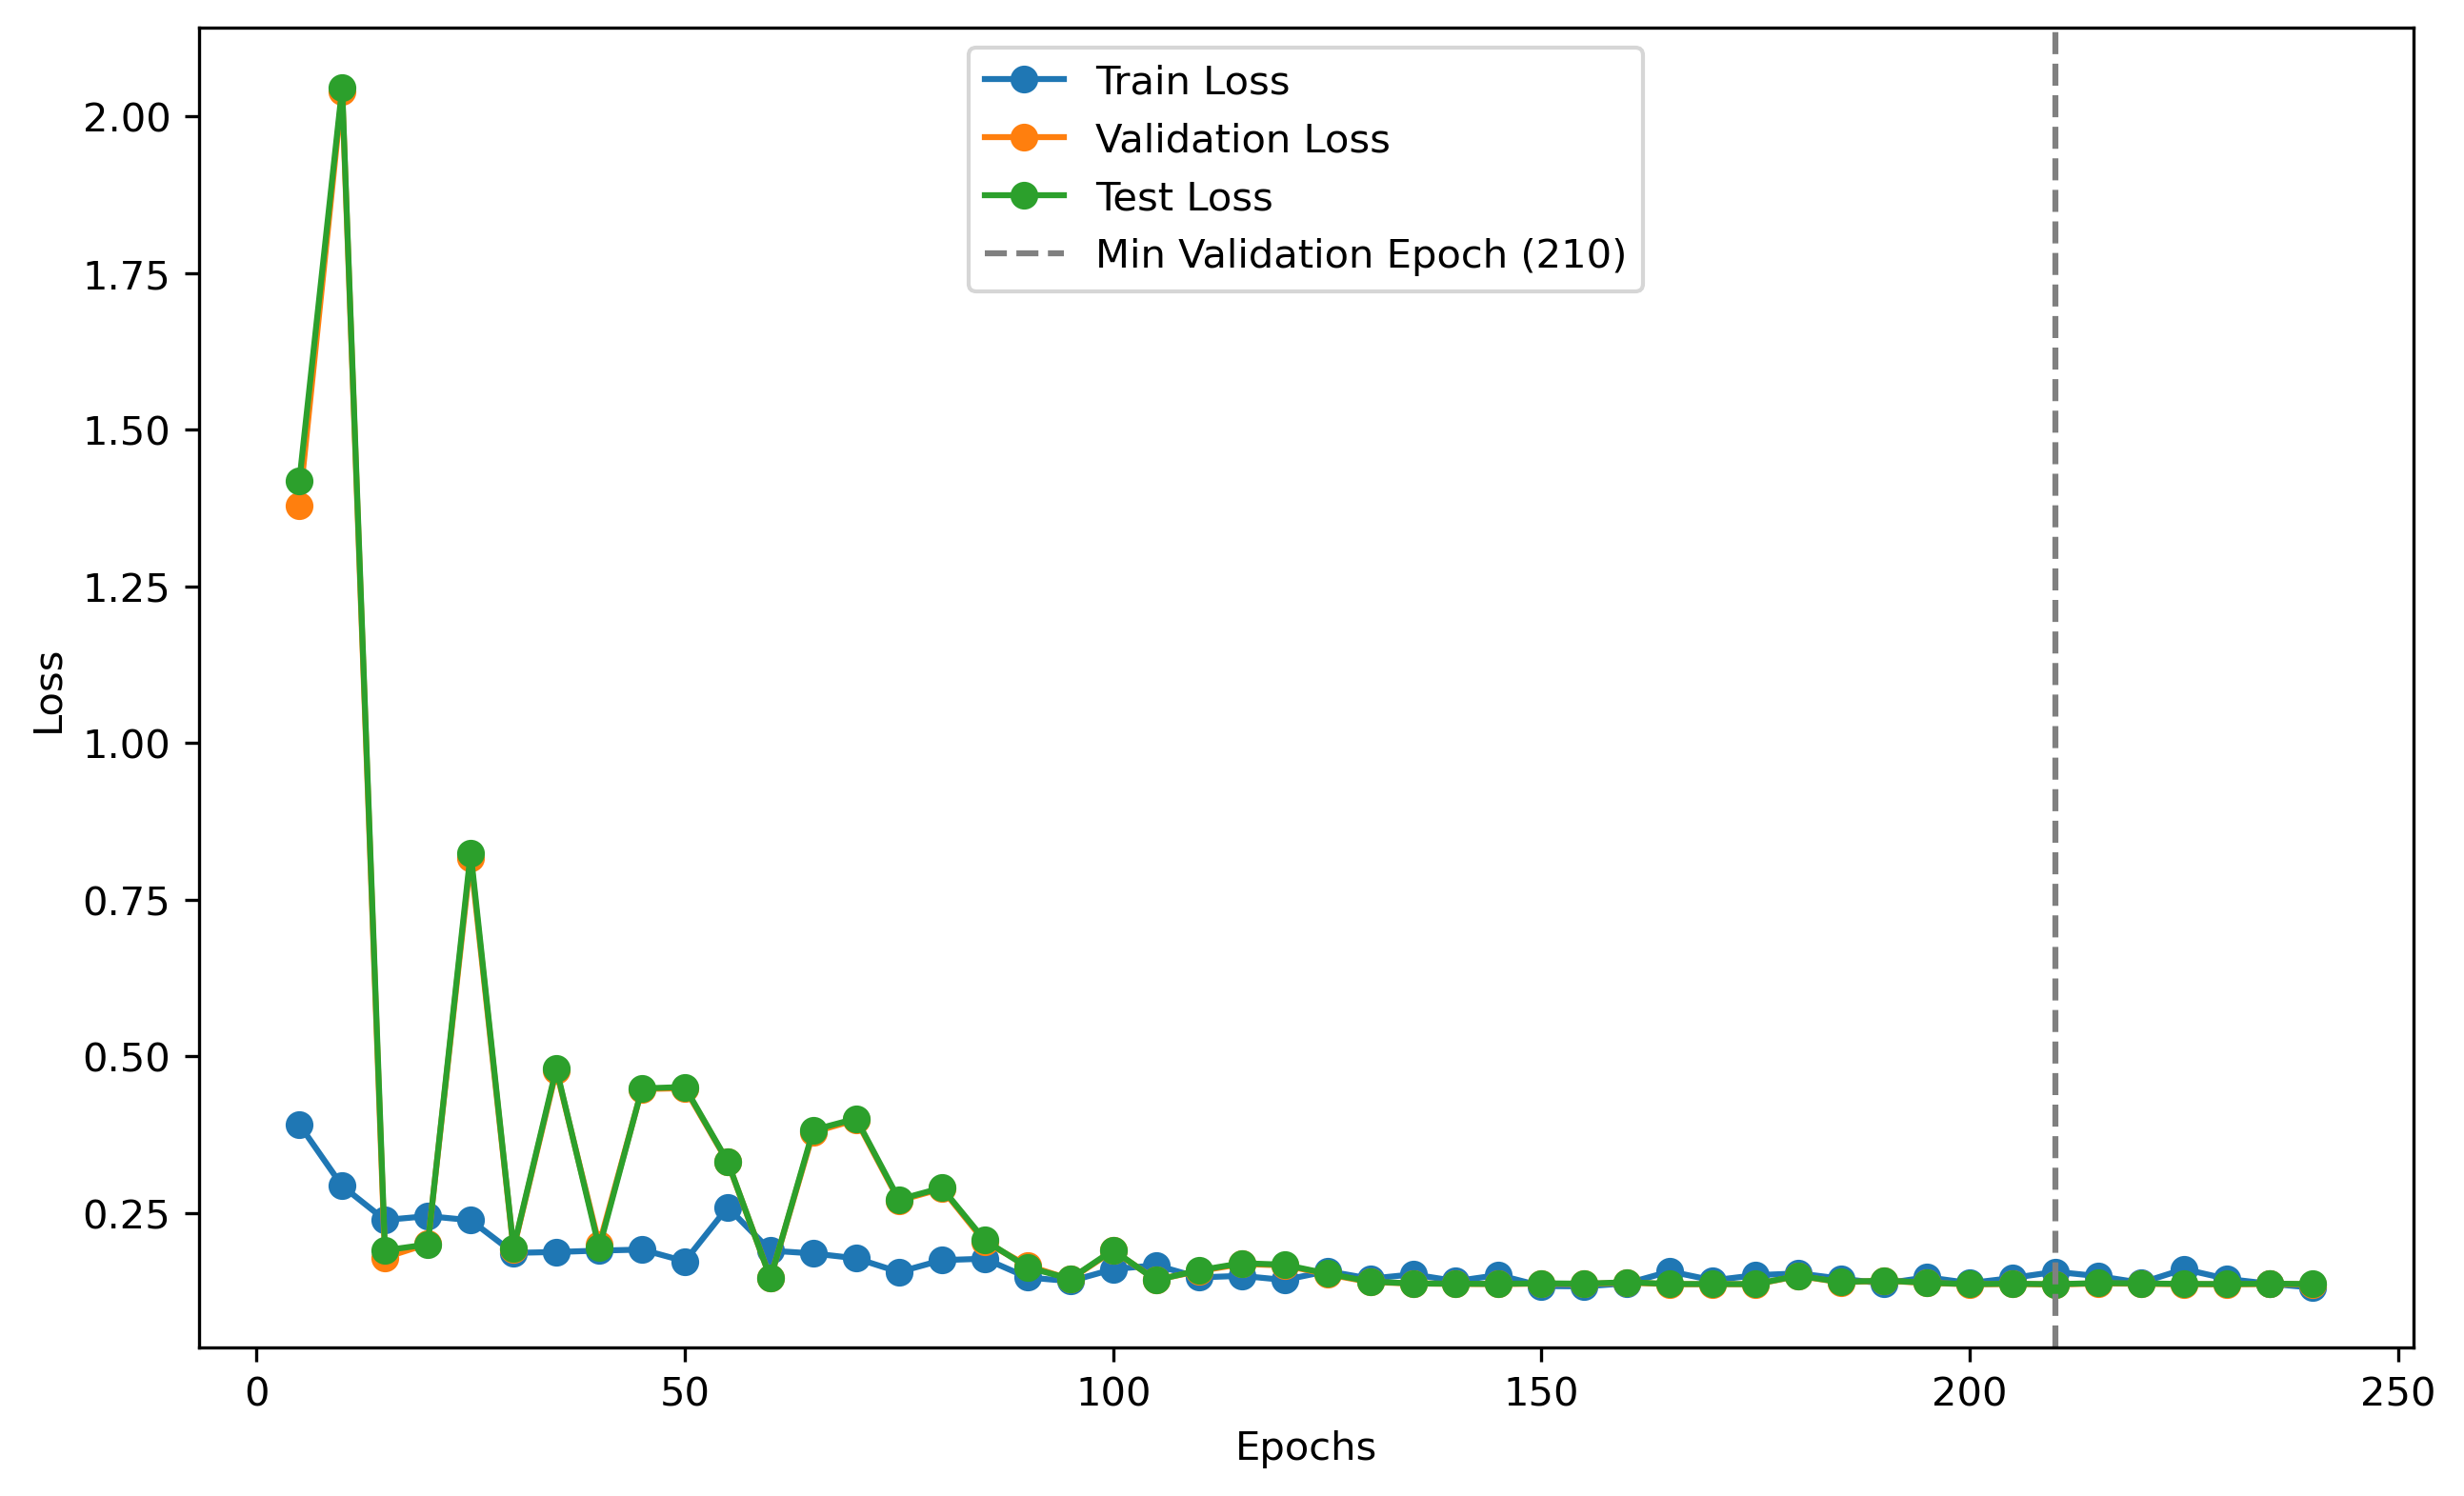 Train Loss
Validation Loss
Test Loss
Min Validation Epoch (210)
2.00
1.75
1.50
1.25
1.00
0.75
0.50
0.25
Loss
0 50 100 150 200 250
Epochs